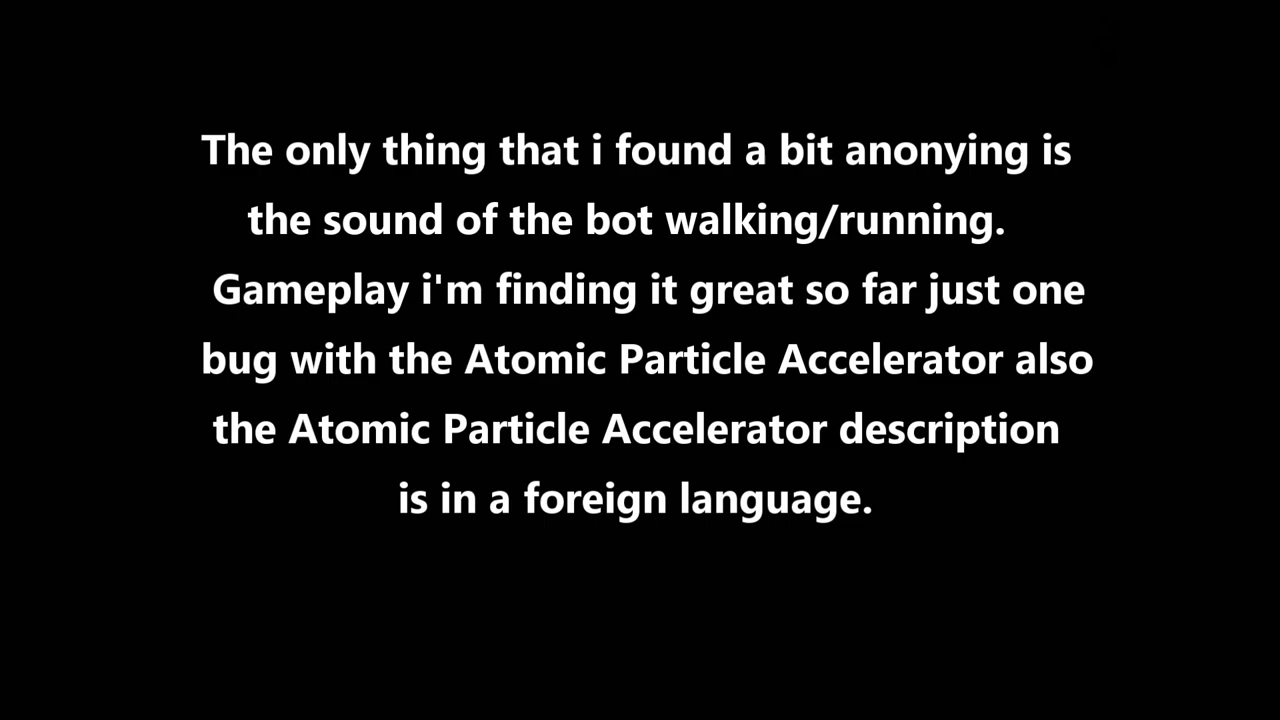 The only thing that i found a bit anonying is
the sound of the bot walking/running.
Gameplay i'm finding it great so far just one
bug with the Atomic Particle Accelerator also
the Atomic Particle Accelerator description
is in a foreign language.